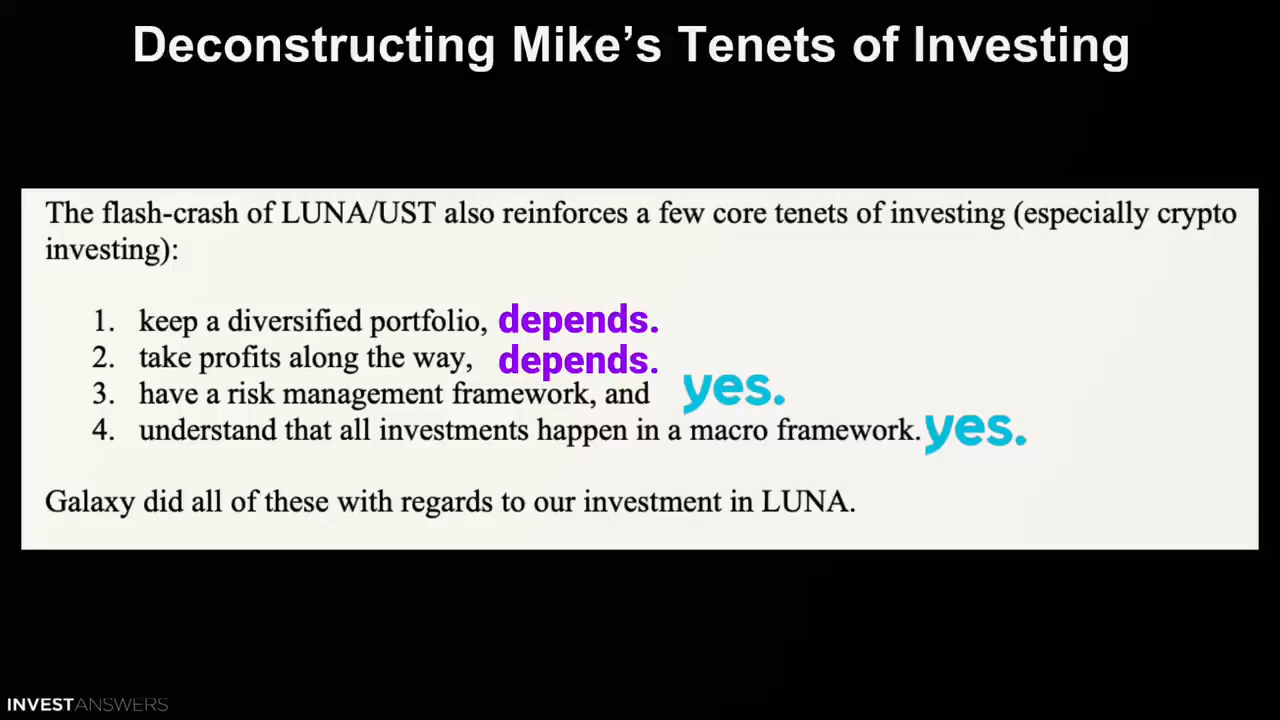 Deconstructing Mike's Tenets of Investing
The flash-crash of LUNA/UST also reinforces a few core tenets of investing (especially crypto
investing):
1. keep a diversified portfolio, depends.
2. take profits along the way, depends.
3. have a risk management framework, and yes.
4. understand that all investments happen in a macro framework. yes.
Galaxy did all of these with regards to our investment in LUNA.
INVESTANSWERS